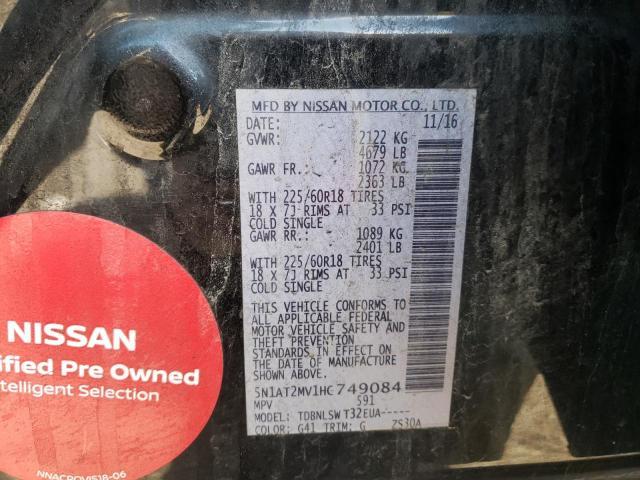 MFD BY NISSAN MOTOR CO., LTD.
DATE: 11/16
GVWR: 2122 KG
4679 LB
GAWR FR.: 1072 KG
2363 LB
WITH 225/60R18 TIRES
18 X 7J RIMS AT 33 PSI
COLD SINGLE
GAWR RR.: 1089 KG
2401 LB
WITH 225/60R18 TIRES
18 X 7J RIMS AT 33 PSI
COLD SINGLE
THIS VEHICLE CONFORMS TO
ALL APPLICABLE FEDERAL
MOTOR VEHICLE SAFETY AND
THEFT PREVENTION
STANDARDS IN EFFECT ON
THE DATE OF MANUFACTURE
SHOWN ABOVE.
5N1AT2MV1HC749084
MPV 591
MODEL: TDBNLSW T32EUA-----
COLOR: G41 TRIM: G ZS30A
NISSAN
ified Pre Owned
ntelligent Selection
NNACPOVIS18-06